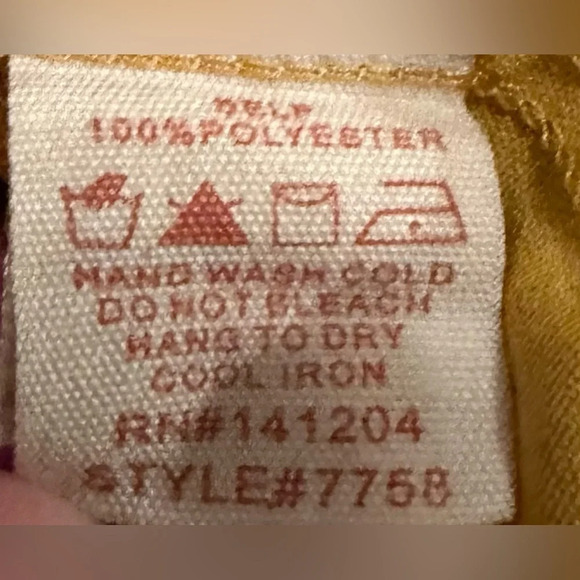 SELF
100%POLYESTER
HAND WASH COLD
DO NOT BLEACH
HANG TO DRY
COOL IRON
RN#141204
STYLE#7758